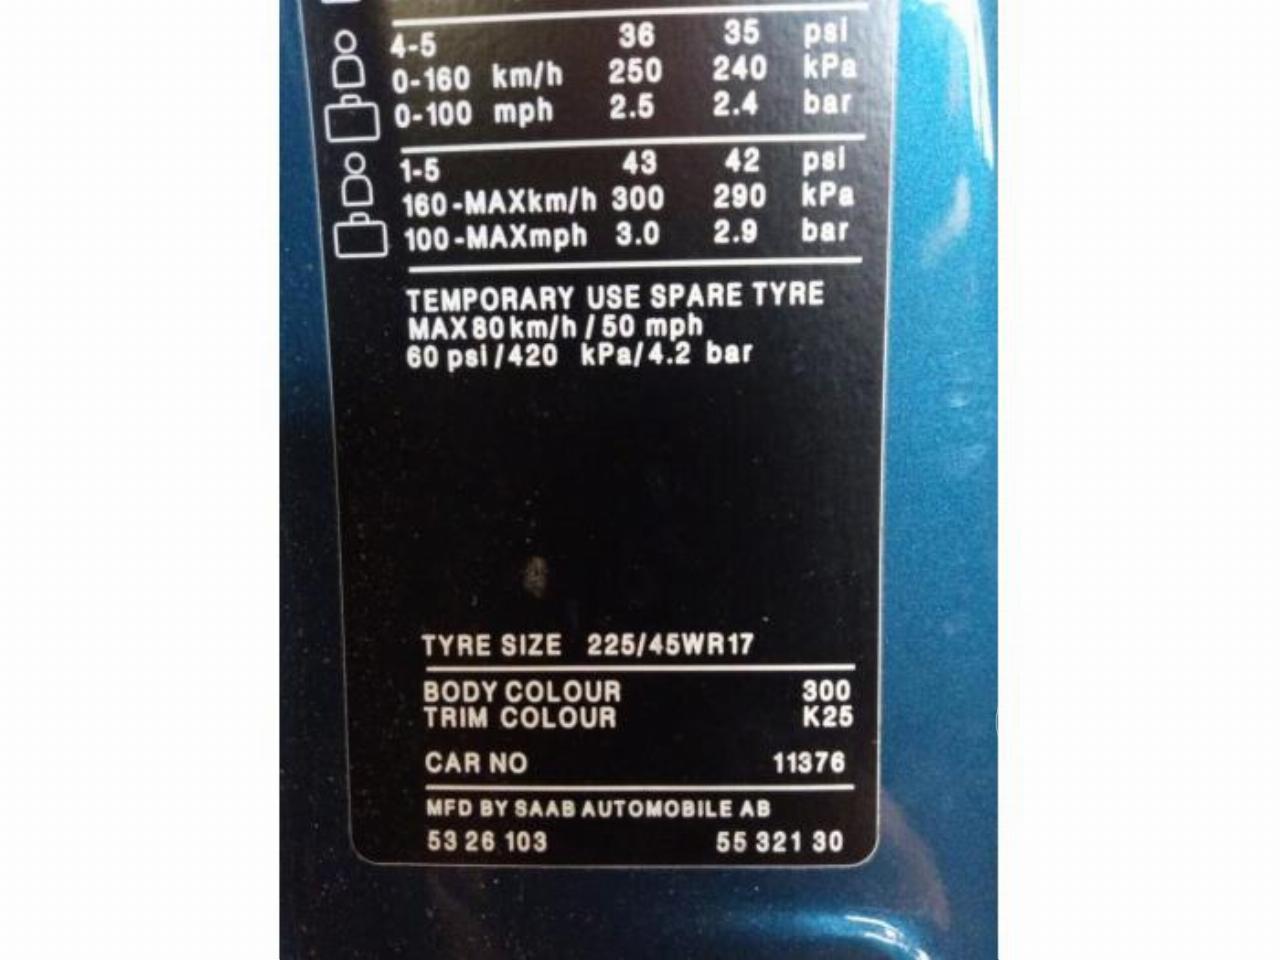 4-5 36 35 psi
0-160 km/h 250 240 kPa
0-100 mph 2.5 2.4 bar
1-5 43 42 psi
160-MAXkm/h 300 290 kPa
100-MAXmph 3.0 2.9 bar
TEMPORARY USE SPARE TYRE
MAX 80 km/h / 50 mph
60 psi / 420 kPa/4.2 bar
TYRE SIZE 225/45WR17
BODY COLOUR 300
TRIM COLOUR K25
CAR NO 11376
MFD BY SAAB AUTOMOBILE AB
53 26 103 55 321 30